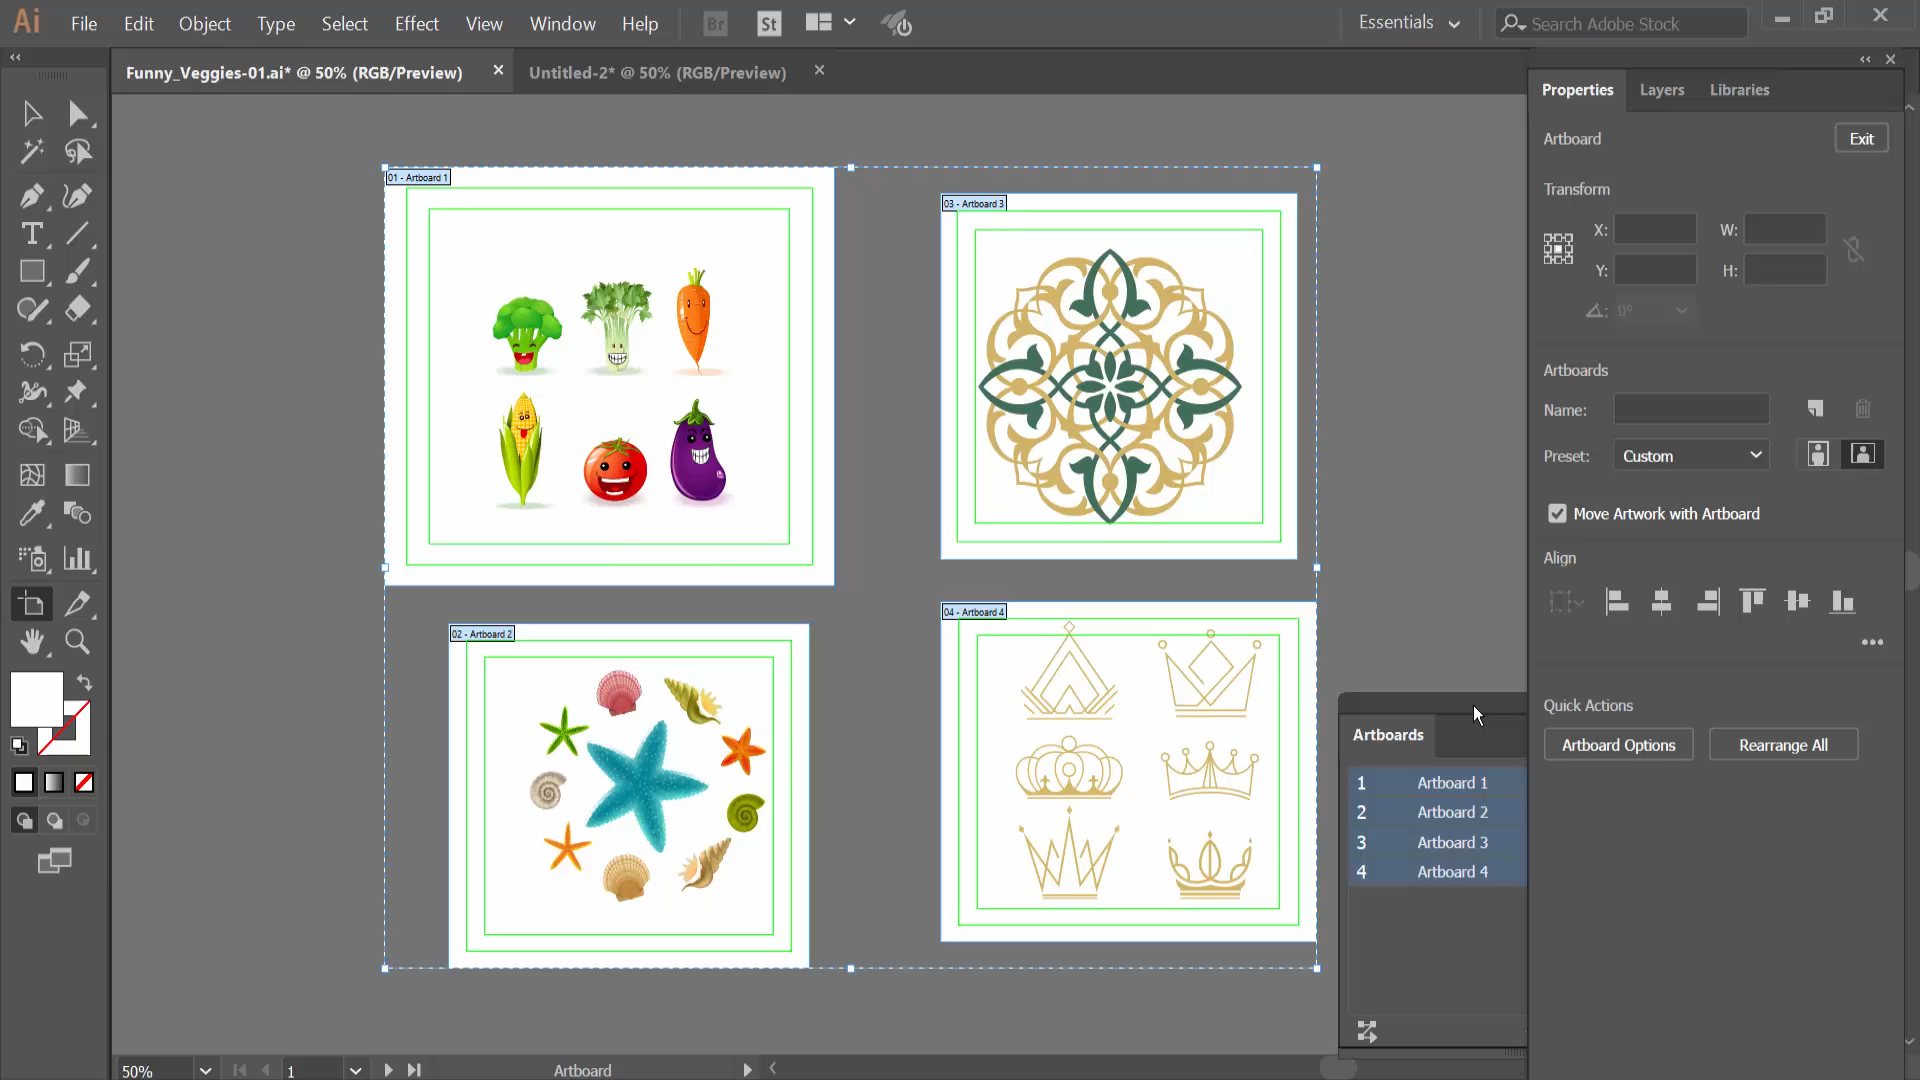 Ai File Edit Object Type Select Effect View Window Help Br St Essentials Search Adobe Stock
Funny_Veggies-01.ai* @ 50% (RGB/Preview) Untitled-2* @ 50% (RGB/Preview)
Properties Layers Libraries
Artboard Exit
Transform
X: W:
Y: H:
0°
Artboards
Name:
Preset: Custom
Move Artwork with Artboard
Align
Quick Actions
Artboard Options Rearrange All
01 - Artboard 1
03 - Artboard 3
02 - Artboard 2
04 - Artboard 4
Artboards
1 Artboard 1
2 Artboard 2
3 Artboard 3
4 Artboard 4
50% 1 Artboard